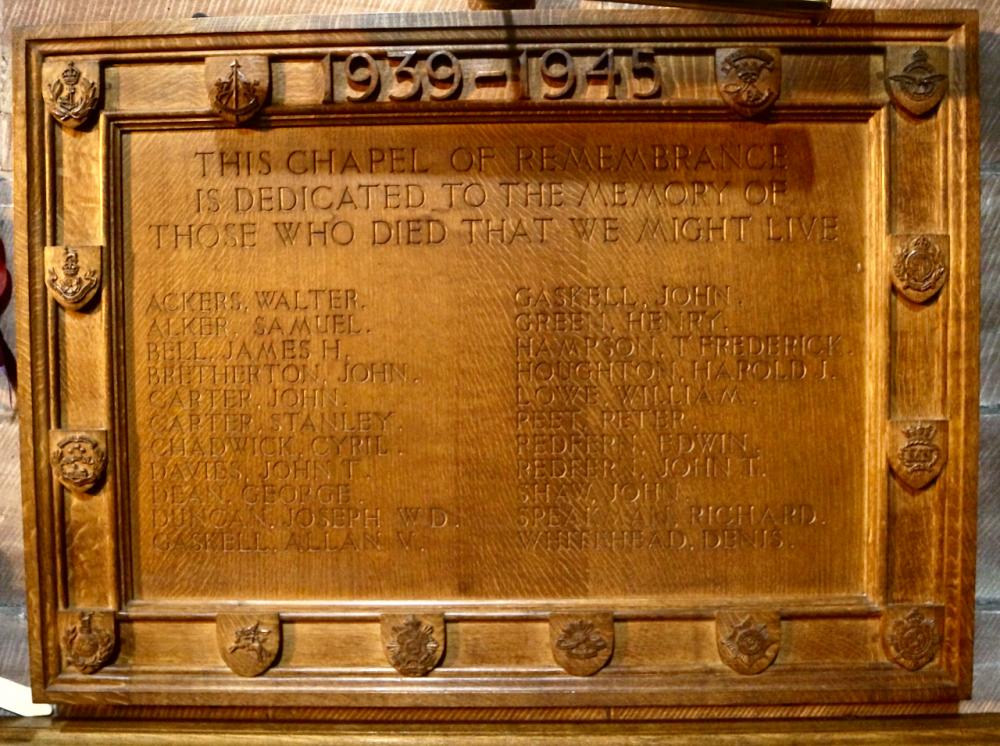 1939-1945
THIS CHAPEL OF REMEMBRANCE
IS DEDICATED TO THE MEMORY OF
THOSE WHO DIED THAT WE MIGHT LIVE
ACKERS, WALTER.
ALKER, SAMUEL.
BELL, JAMES H.
BRETHERTON, JOHN.
CARTER, JOHN.
CARTER, STANLEY.
CHADWICK, CYRIL.
DAVIES, JOHN T.
DEAN, GEORGE.
DUNCAN, JOSEPH W.D.
GASKELL, ALLAN V.
GASKELL, JOHN.
GREEN, HENRY.
HAMPSON, T FREDERICK.
HOUGHTON, HAROLD J.
LOWE, WILLIAM.
PEET, PETER.
REDFERN, EDWIN.
REDFERN, JOHN T.
SHAW, JOHN.
SPEAKMAN, RICHARD.
WHITEHEAD, DENIS.